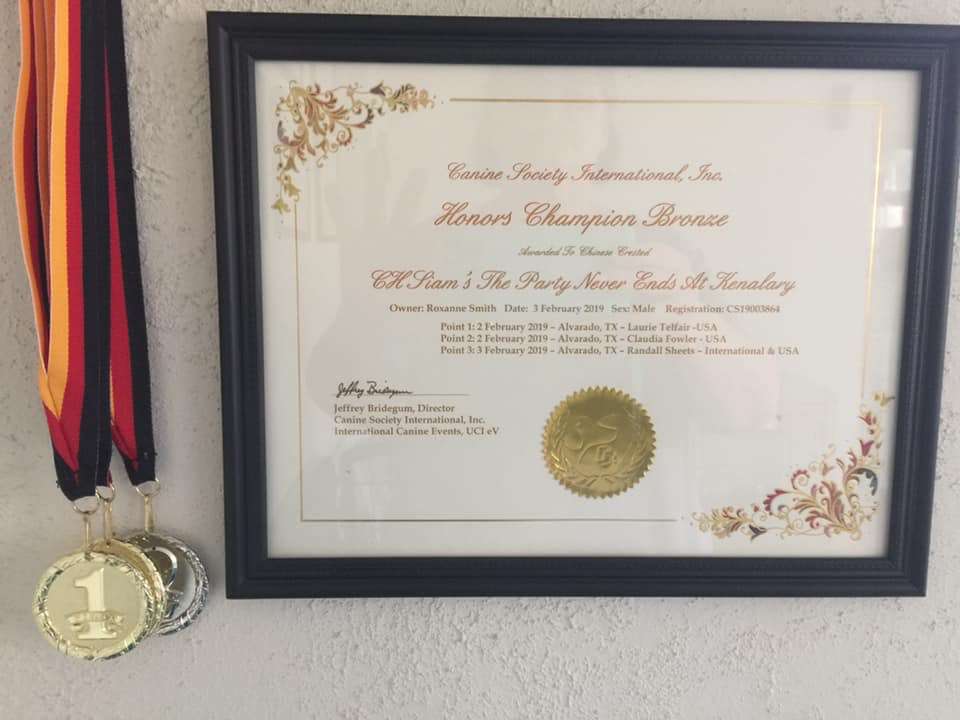 Canine Society International, Inc.
Honors Champion Bronze
Awarded To Chinese Crested
CH Siam's The Party Never Ends At Kenalary
Owner: Roxanne Smith Date: 3 February 2019 Sex: Male Registration: CS19003864
Point 1: 2 February 2019 – Alvarado, TX – Laurie Telfair -USA
Point 2: 2 February 2019 – Alvarado, TX – Claudia Fowler - USA
Point 3: 3 February 2019 – Alvarado, TX – Randall Sheets – International & USA
Jeffrey Bridegum
Jeffrey Bridegum, Director
Canine Society International, Inc.
International Canine Events, UCI eV
1
2